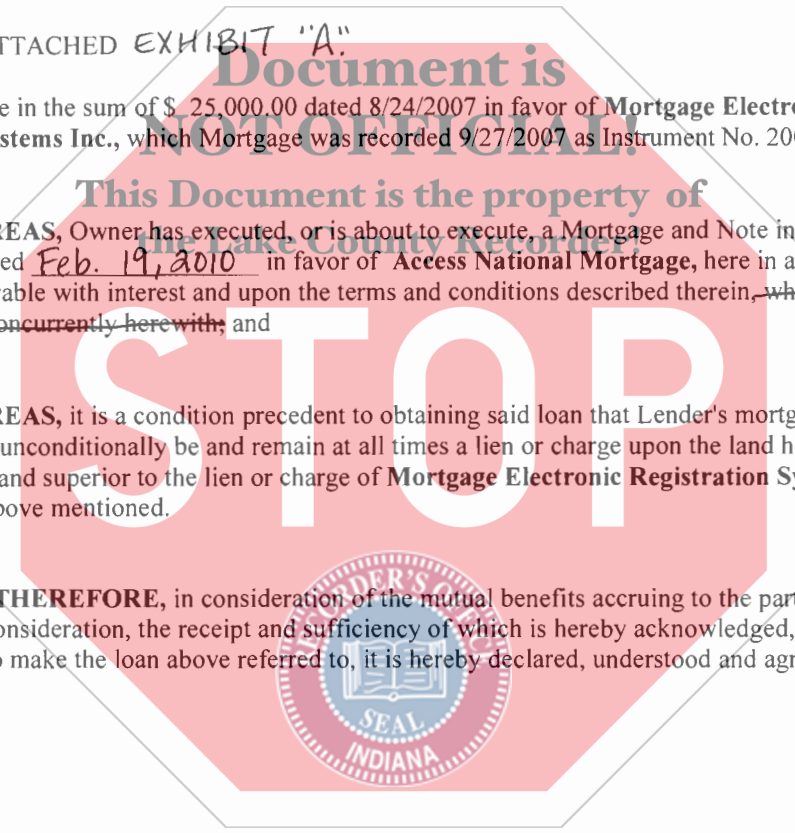 TTACHED EXHIBIT "A."
Document is
e in the sum of $ 25,000.00 dated 8/24/2007 in favor of Mortgage Electro
stems Inc., which Mortgage was recorded 9/27/2007 as Instrument No. 200
NOT OFFICIAL!
This Document is the property of
REAS, Owner has executed, or is about to execute, a Mortgage and Note in
the Lake County Recorder!
ed Feb. 19, 2010 in favor of Access National Mortgage, here in a
able with interest and upon the terms and conditions described therein, wh
oncurrently herewith; and
STOP
REAS, it is a condition precedent to obtaining said loan that Lender's mortg
unconditionally be and remain at all times a lien or charge upon the land h
and superior to the lien or charge of Mortgage Electronic Registration Sy
bove mentioned.
THEREFORE, in consideration of the mutual benefits accruing to the part
onsideration, the receipt and sufficiency of which is hereby acknowledged,
o make the loan above referred to, it is hereby declared, understood and agr
RECORDER'S OFFICE
SEAL
INDIANA